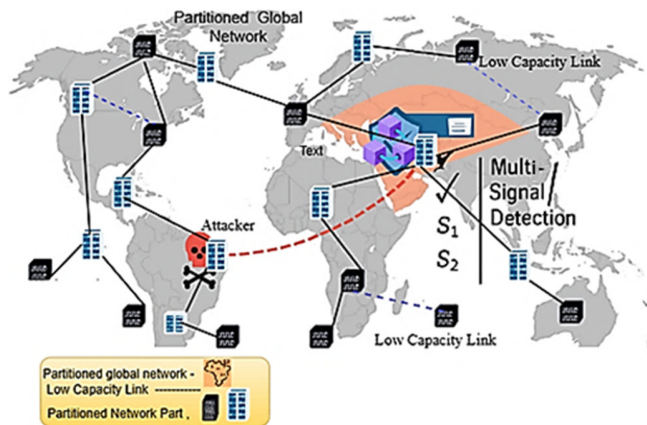 Partitioned Global
Network
Low Capacity Link
Text
Multi-
Signal
Detection
S₁
S₂
Attacker
Low Capacity Link
Partitioned global network -
Low Capacity Link ----------
Partitioned Network Part ,